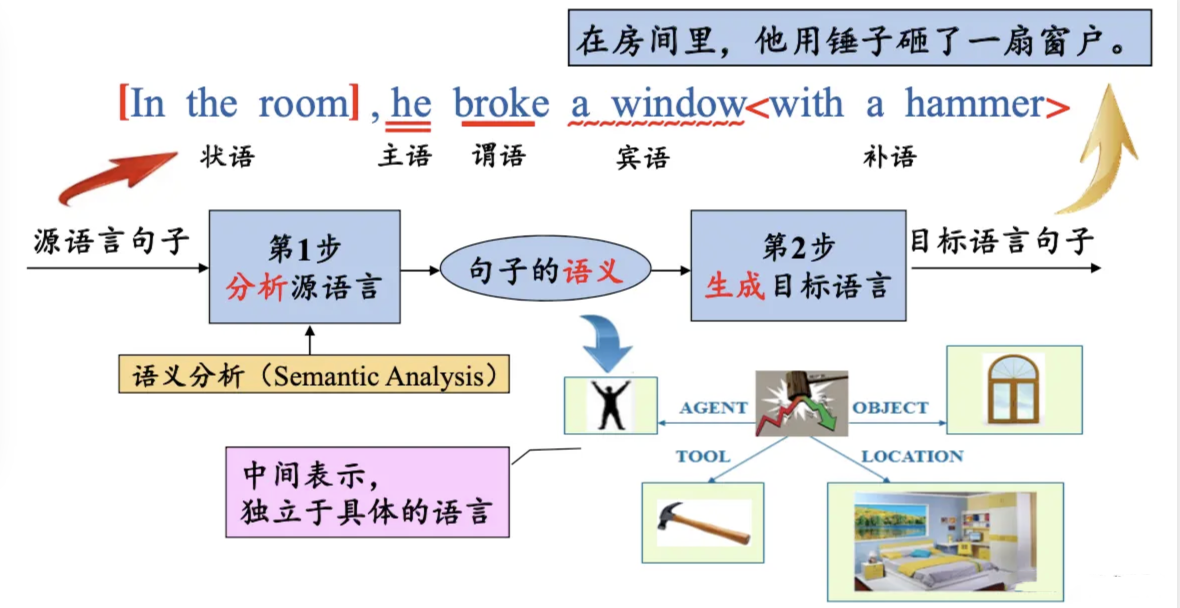 在房间里，他用锤子砸了一扇窗户。
[In the room] , he broke a window<with a hammer>
状语 主语 谓语 宾语 补语
源语言句子
第1步
分析源语言
句子的语义
第2步
生成目标语言
目标语言句子
语义分析（Semantic Analysis）
AGENT
OBJECT
TOOL
LOCATION
中间表示，
独立于具体的语言